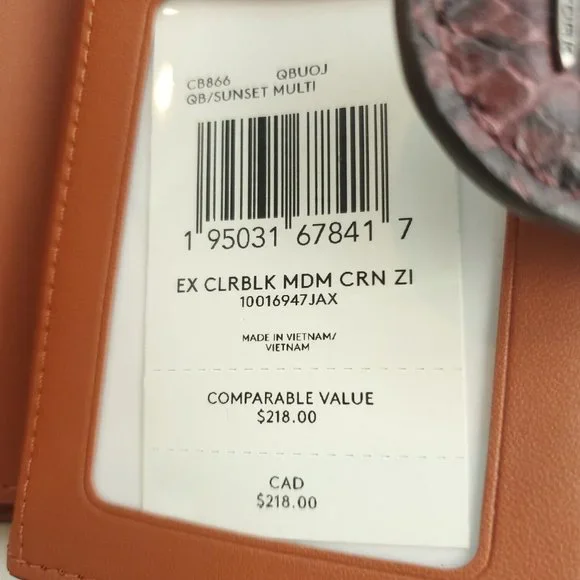 CB866 QBUOJ
QB/SUNSET MULTI
1 95031 67841 7
EX CLRBLK MDM CRN ZI
10016947JAX
MADE IN VIETNAM/
VIETNAM
COMPARABLE VALUE
$218.00
CAD
$218.00